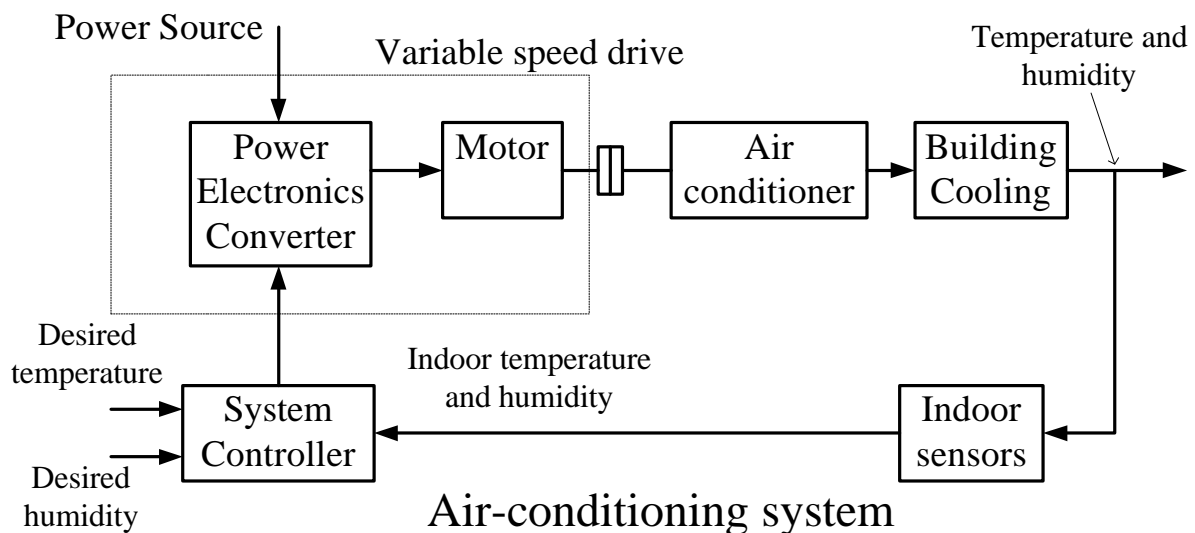 Power Source
Variable speed drive
Temperature and
humidity
Power
Electronics
Converter
Motor
Air
conditioner
Building
Cooling
Desired
temperature
Indoor temperature
and humidity
System
Controller
Indoor
sensors
Desired
humidity
Air-conditioning system